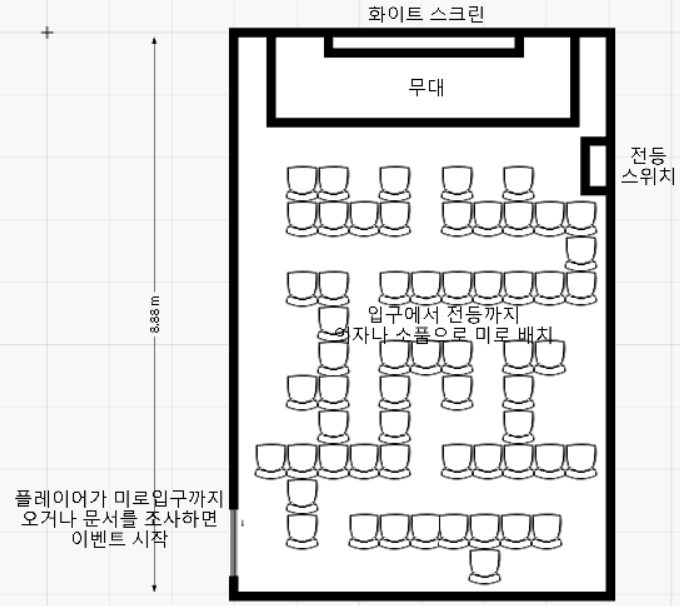 화이트 스크린
무대
전등
스위치
8.88 m
입구에서 전등까지
의자나 소품으로 미로 배치
플레이어가 미로입구까지
오거나 문서를 조사하면
이벤트 시작